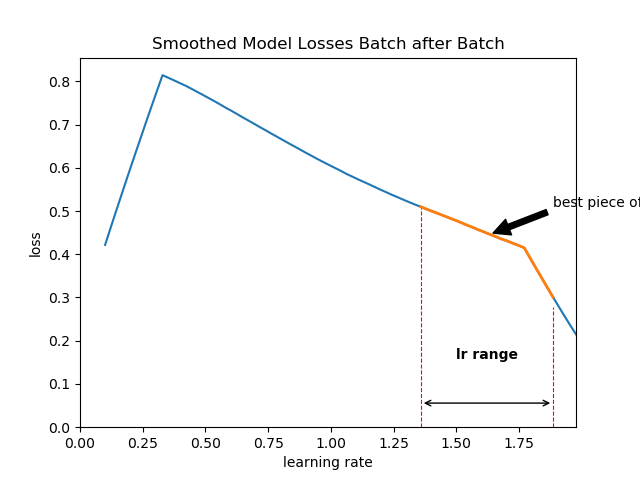 Smoothed Model Losses Batch after Batch
0.8
0.7
0.6
0.5
0.4
0.3
0.2
0.1
0.0
loss
best piece of
lr range
0.00 0.25 0.50 0.75 1.00 1.25 1.50 1.75
learning rate